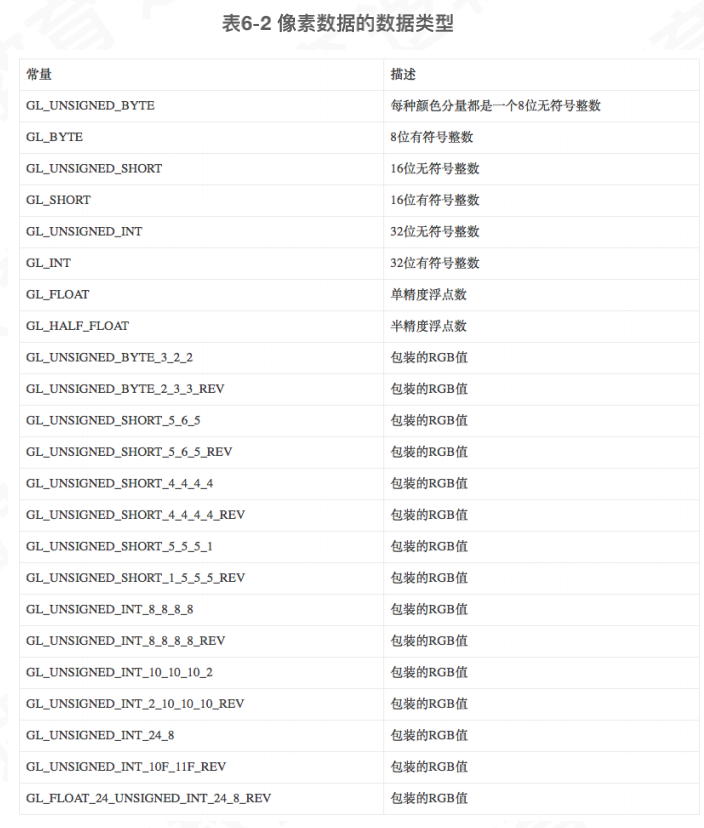 表6-2 像素数据的数据类型
常量 描述
GL_UNSIGNED_BYTE 每种颜色分量都是一个8位无符号整数
GL_BYTE 8位有符号整数
GL_UNSIGNED_SHORT 16位无符号整数
GL_SHORT 16位有符号整数
GL_UNSIGNED_INT 32位无符号整数
GL_INT 32位有符号整数
GL_FLOAT 单精度浮点数
GL_HALF_FLOAT 半精度浮点数
GL_UNSIGNED_BYTE_3_2_2 包装的RGB值
GL_UNSIGNED_BYTE_2_3_3_REV 包装的RGB值
GL_UNSIGNED_SHORT_5_6_5 包装的RGB值
GL_UNSIGNED_SHORT_5_6_5_REV 包装的RGB值
GL_UNSIGNED_SHORT_4_4_4_4 包装的RGB值
GL_UNSIGNED_SHORT_4_4_4_4_REV 包装的RGB值
GL_UNSIGNED_SHORT_5_5_5_1 包装的RGB值
GL_UNSIGNED_SHORT_1_5_5_5_REV 包装的RGB值
GL_UNSIGNED_INT_8_8_8_8 包装的RGB值
GL_UNSIGNED_INT_8_8_8_8_REV 包装的RGB值
GL_UNSIGNED_INT_10_10_10_2 包装的RGB值
GL_UNSIGNED_INT_2_10_10_10_REV 包装的RGB值
GL_UNSIGNED_INT_24_8 包装的RGB值
GL_UNSIGNED_INT_10F_11F_REV 包装的RGB值
GL_FLOAT_24_UNSIGNED_INT_24_8_REV 包装的RGB值